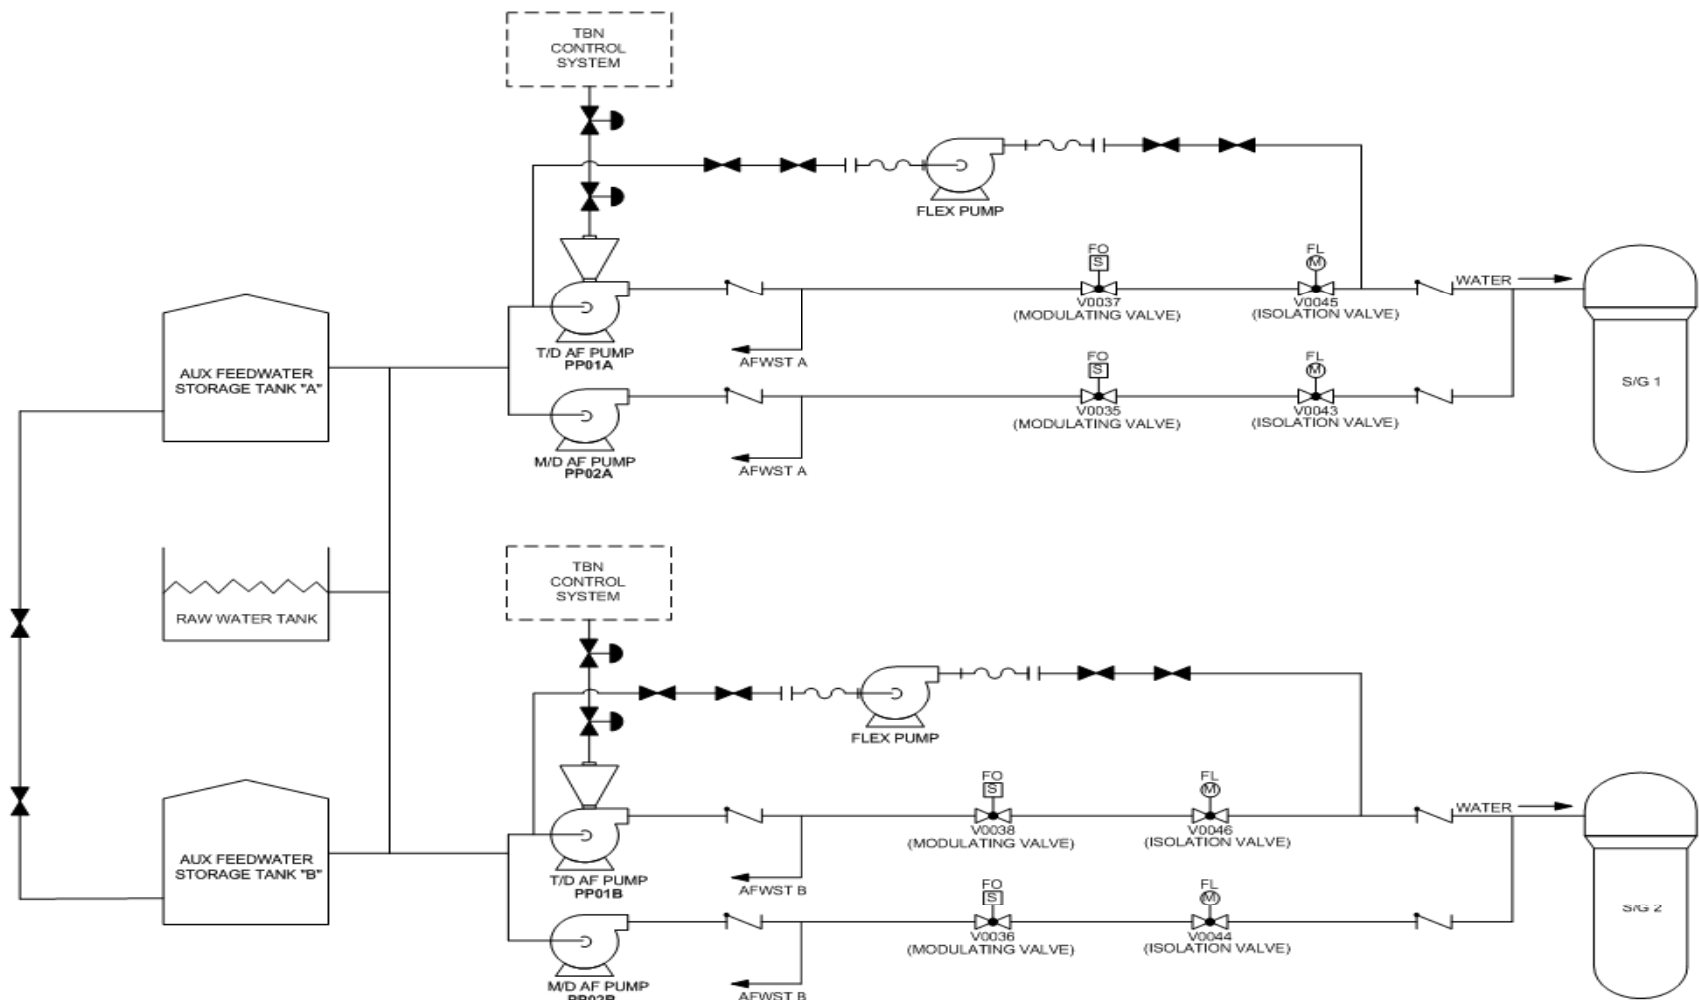 TBN
CONTROL
SYSTEM
FLEX PUMP
FO
S
V0037
(MODULATING VALVE)
FL
M
V0045
(ISOLATION VALVE)
WATER
T/D AF PUMP
PP01A
AFWST A
AUX FEEDWATER
STORAGE TANK "A"
FO
S
V0035
(MODULATING VALVE)
FL
M
V0043
(ISOLATION VALVE)
S/G 1
M/D AF PUMP
PP02A
AFWST A
RAW WATER TANK
TBN
CONTROL
SYSTEM
FLEX PUMP
FO
S
V0038
(MODULATING VALVE)
FL
M
V0046
(ISOLATION VALVE)
WATER
AUX FEEDWATER
STORAGE TANK "B"
T/D AF PUMP
PP01B
AFWST B
FO
S
V0036
(MODULATING VALVE)
FL
M
V0044
(ISOLATION VALVE)
S/G 2
M/D AF PUMP
PP02B
AFWST B